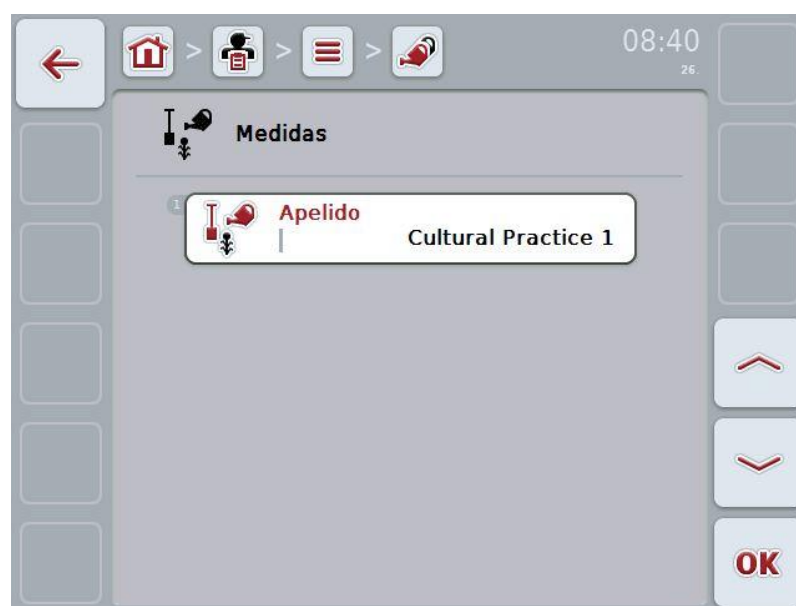 > > >
08:40
26.
Medidas
1
Apelido
Cultural Practice 1
OK